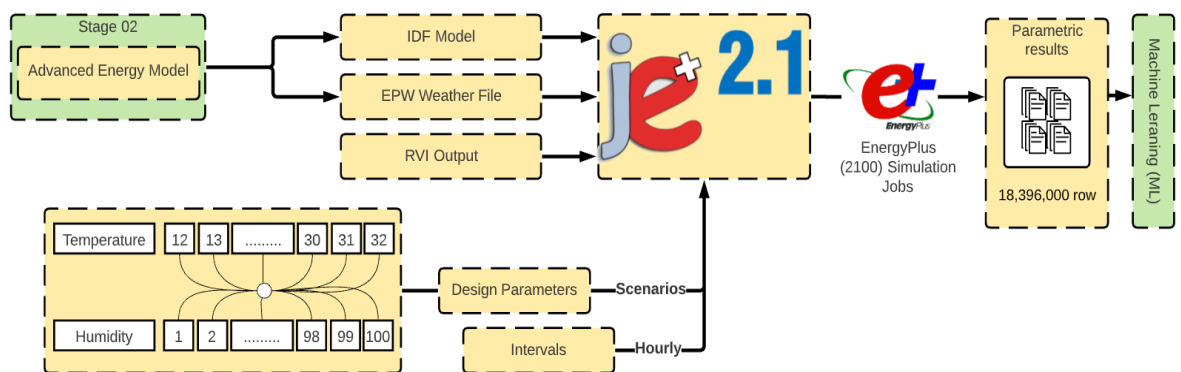 Stage 02
Advanced Energy Model
IDF Model
EPW Weather File
RVI Output
je+ 2.1
e+
EnergyPlus
EnergyPlus
(2100) Simulation
Jobs
Parametric
results
18,396,000 row
Machine Leraning (ML)
Temperature
12
13
.........
30
31
32
Humidity
1
2
.........
98
99
100
Design Parameters
Scenarios
Intervals
Hourly